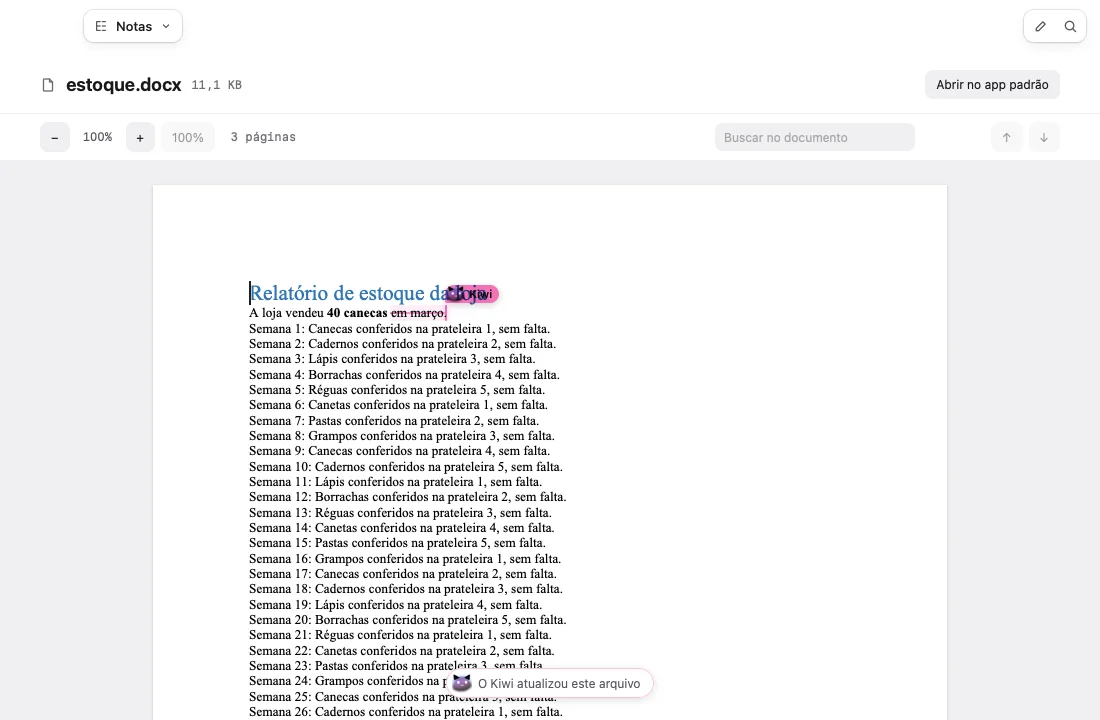 Notas
estoque.docx 11,1 KB
Abrir no app padrão
− 100% + 100% 3 páginas
Buscar no documento
Relatório de estoque da loja
Kiwi
A loja vendeu 40 canecas em março.
Semana 1: Canecas conferidos na prateleira 1, sem falta.
Semana 2: Cadernos conferidos na prateleira 2, sem falta.
Semana 3: Lápis conferidos na prateleira 3, sem falta.
Semana 4: Borrachas conferidos na prateleira 4, sem falta.
Semana 5: Réguas conferidos na prateleira 5, sem falta.
Semana 6: Canetas conferidos na prateleira 1, sem falta.
Semana 7: Pastas conferidos na prateleira 2, sem falta.
Semana 8: Grampos conferidos na prateleira 3, sem falta.
Semana 9: Canecas conferidos na prateleira 4, sem falta.
Semana 10: Cadernos conferidos na prateleira 5, sem falta.
Semana 11: Lápis conferidos na prateleira 1, sem falta.
Semana 12: Borrachas conferidos na prateleira 2, sem falta.
Semana 13: Réguas conferidos na prateleira 3, sem falta.
Semana 14: Canetas conferidos na prateleira 4, sem falta.
Semana 15: Pastas conferidos na prateleira 5, sem falta.
Semana 16: Grampos conferidos na prateleira 1, sem falta.
Semana 17: Canecas conferidos na prateleira 2, sem falta.
Semana 18: Cadernos conferidos na prateleira 3, sem falta.
Semana 19: Lápis conferidos na prateleira 4, sem falta.
Semana 20: Borrachas conferidos na prateleira 5, sem falta.
Semana 21: Réguas conferidos na prateleira 1, sem falta.
Semana 22: Canetas conferidos na prateleira 2, sem falta.
Semana 23: Pastas conferidos na prateleira 3, sem falta.
Semana 24: Grampos conferidos na
O Kiwi atualizou este arquivo
Semana 25: Canecas conferidos na prateleira 5, sem falta.
Semana 26: Cadernos conferidos na prateleira 1, sem falta.